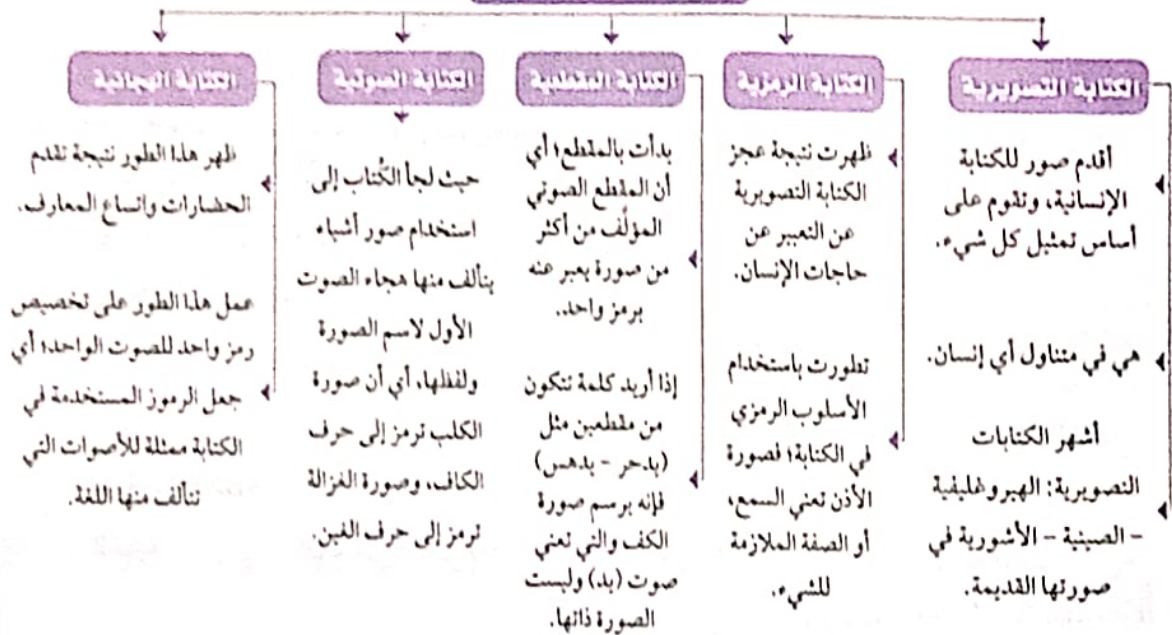 الكتابة التصويرية
أقدم صور للكتابة
الإنسانية، وتقوم على
أساس تمثيل كل شيء.
هي في متناول أي إنسان.
أشهر الكتابات
التصويرية: الهيروغليفية
- الصينية - الأشورية في
صورتها القديمة.
الكتابة الرمزية
ظهرت نتيجة عجز
الكتابة التصويرية
عن التعبير عن
حاجات الإنسان.
تطورت باستخدام
الأسلوب الرمزي
في الكتابة؛ فصورة
الأذن تعني السمع،
أو الصفة الملازمة
للشيء.
الكتابة المقطعية
بدأت بالمقطع؛ أي
أن المقطع الصوتي
المؤلَّف من أكثر
من صورة يعبر عنه
برمز واحد..
إذا أريد كلمة تتكون
من مقطعين مثل
(يدحر - يدهس)
فإنه يرسم صورة
الكف والتي تعني
صوت (يد) وليست
الصورة ذاتها.
الكتابة الصوتية
حيث لجأ الكُتاب إلى
استخدام صور أشياء
يتألف منها هجاء الصوت
الأول لاسم الصورة
ولفظها، أي أن صورة
الكلب ترمز إلى حرف
الكاف، وصورة الغزالة
ترمز إلى حرف الغين.
الكتابة الهجائية
ظهر هذا الطور نتيجة تقدم
الحضارات واتساع المعارف.
عمل هذا الطور على تخصيص
رمز واحد للصوت الواحد؛ أي
جعل الرموز المستخدمة في
الكتابة ممثلة للأصوات التي
تتألف منها اللغة.